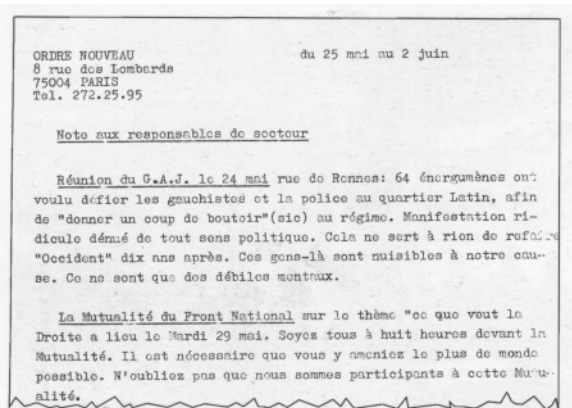 ORDRE NOUVEAU du 25 mai au 2 juin
8 rue des Lombards
75004 PARIS
Tel. 272.25.95
Note aux responsables de secteur
Réunion du G.A.J. le 24 mai rue de Rennes: 64 énergumènes ont
voulu défier les gauchistes et la police au quartier Latin, afin
de "donner un coup de boutoir"(sic) au régime. Manifestation ri-
dicule dénué de tout sens politique. Cela ne sert à rien de refaire
"Occident" dix ans après. Ces gens-là sont nuisibles à notre cau-
se. Ce ne sont que des débiles mentaux.
La Mutualité du Front National sur le thème "ce que veut la
Droite a lieu le Mardi 29 mai. Soyez tous à huit heures devant la
Mutualité. Il est nécessaire que vous y ameniez le plus de monde
possible. N'oubliez pas que nous sommes participants à cette Mutu-
alité.